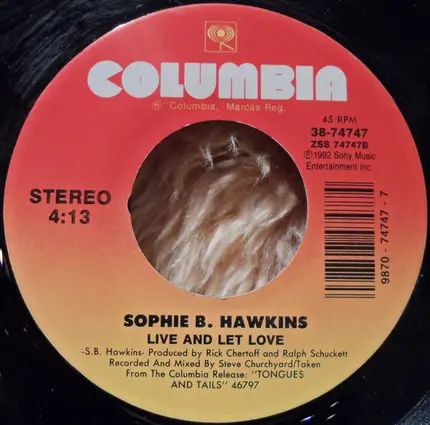 COLUMBIA
® "Columbia," Marcas Reg.
45 RPM
38-74747
ZSS 74747B
℗1992 Sony Music
Entertainment Inc
STEREO
4:13
9870 - 74747 - 7
SOPHIE B. HAWKINS
LIVE AND LET LOVE
-S.B. Hawkins- Produced by Rick Chertoff and Ralph Schuckett
Recorded And Mixed By Steve Churchyard/Taken
From The Columbia Release: "TONGUES
AND TAILS" 46797